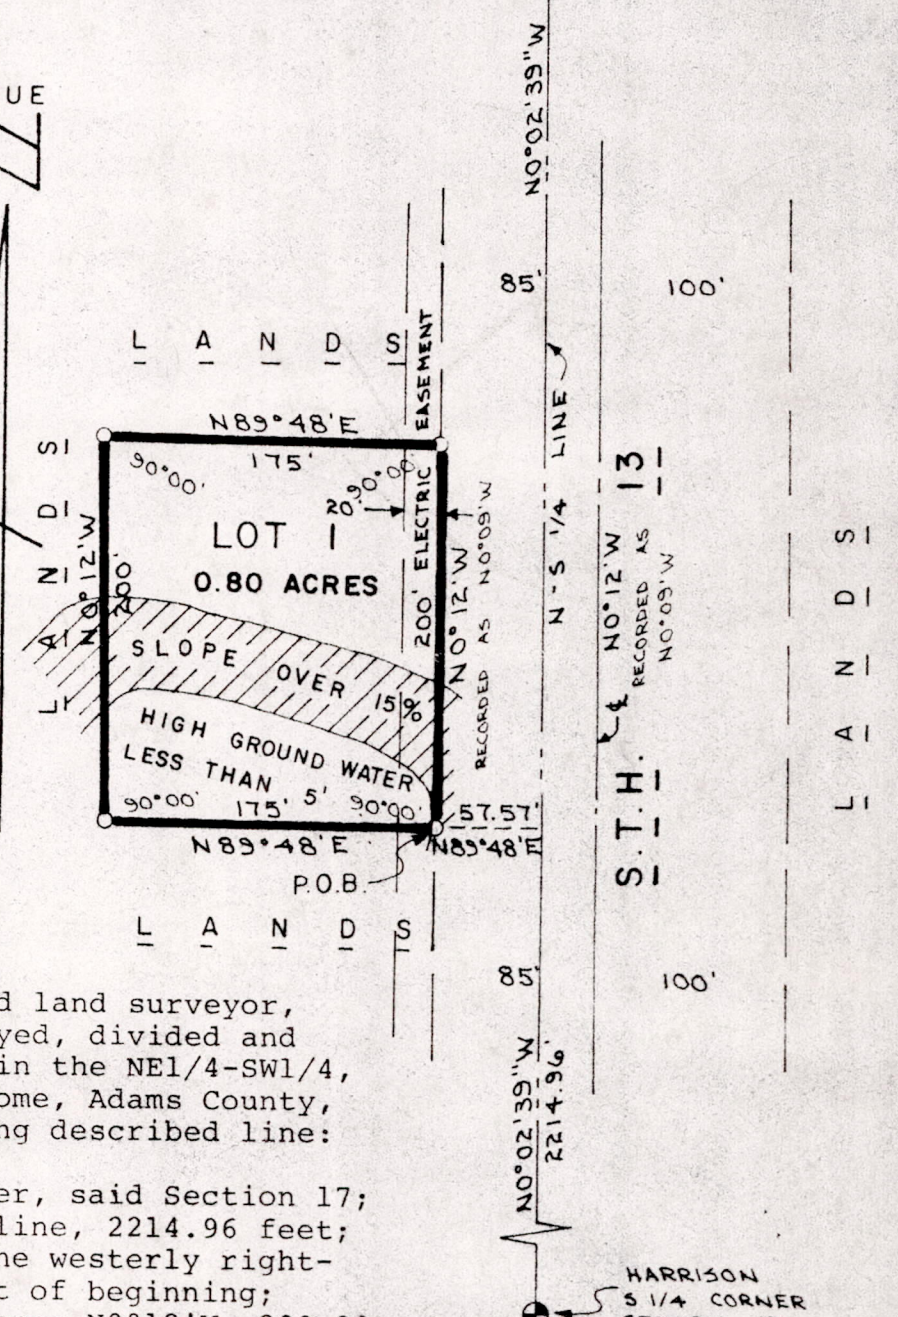 UE
N0°02'39"W
85'
100'
EASEMENT
L A N D S
N89°48'E
175'
90°00'
90°00'
20'
LOT 1
0.80 ACRES
L A N D S
N0°12'W
200'
200' ELECTRIC
N0°12'W
RECORDED AS N0°09'W
N-S 1/4 LINE
S.T.H. 13
℄ N0°12'W
RECORDED AS
N0°09'W
L A N D S
SLOPE OVER 15%
HIGH GROUND WATER
LESS THAN 5'
90°00'
175'
90°00'
N89°48'E
57.57'
N89°48'E
P.O.B.
L A N D S
85'
100'
N0°02'39"W
2214.96'
d land surveyor,
yed, divided and
in the NE1/4-SW1/4,
ome, Adams County,
ng described line:
er, said Section 17;
line, 2214.96 feet;
he westerly right-
t of beginning;
HARRISON
S 1/4 CORNER